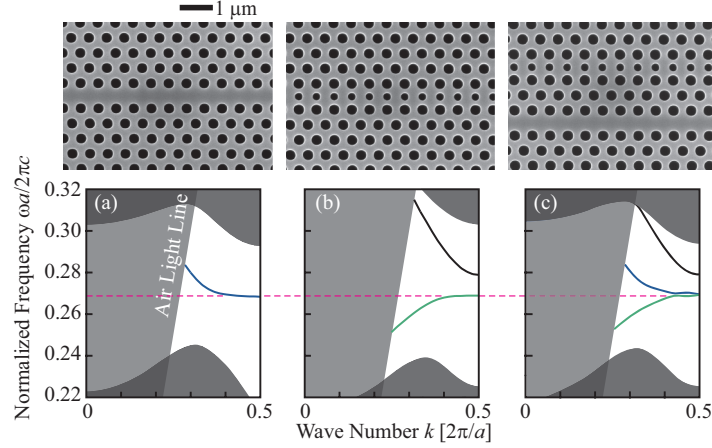 1 μm
(a)
(b)
(c)
Air Light Line
Normalized Frequency ωa/2πc
0.32
0.30
0.28
0.26
0.24
0.22
0
0.5
0
0.5
0
0.5
Wave Number k [2π/a]